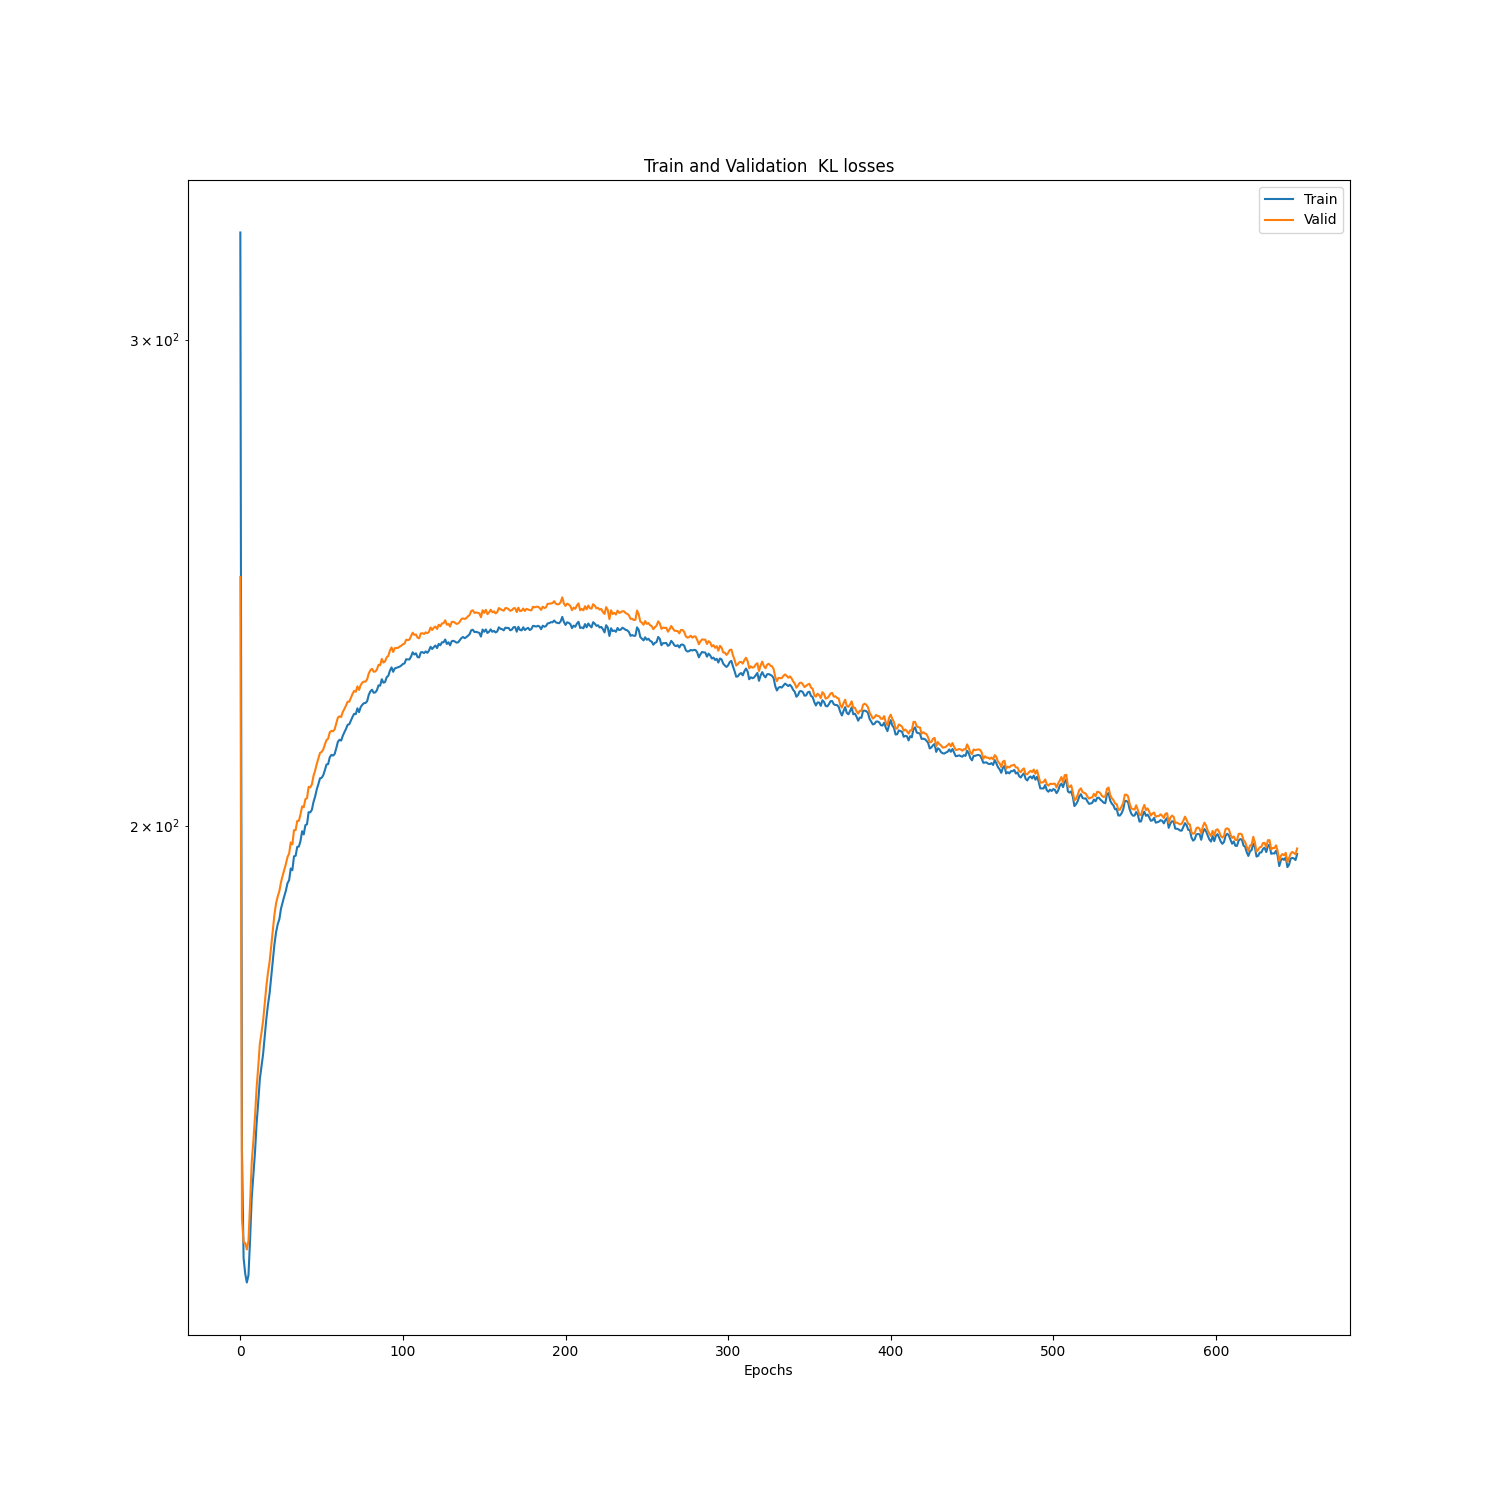 Train and Validation  KL losses
Train
Valid
3 × 10²
2 × 10²
0 100 200 300 400 500 600
Epochs